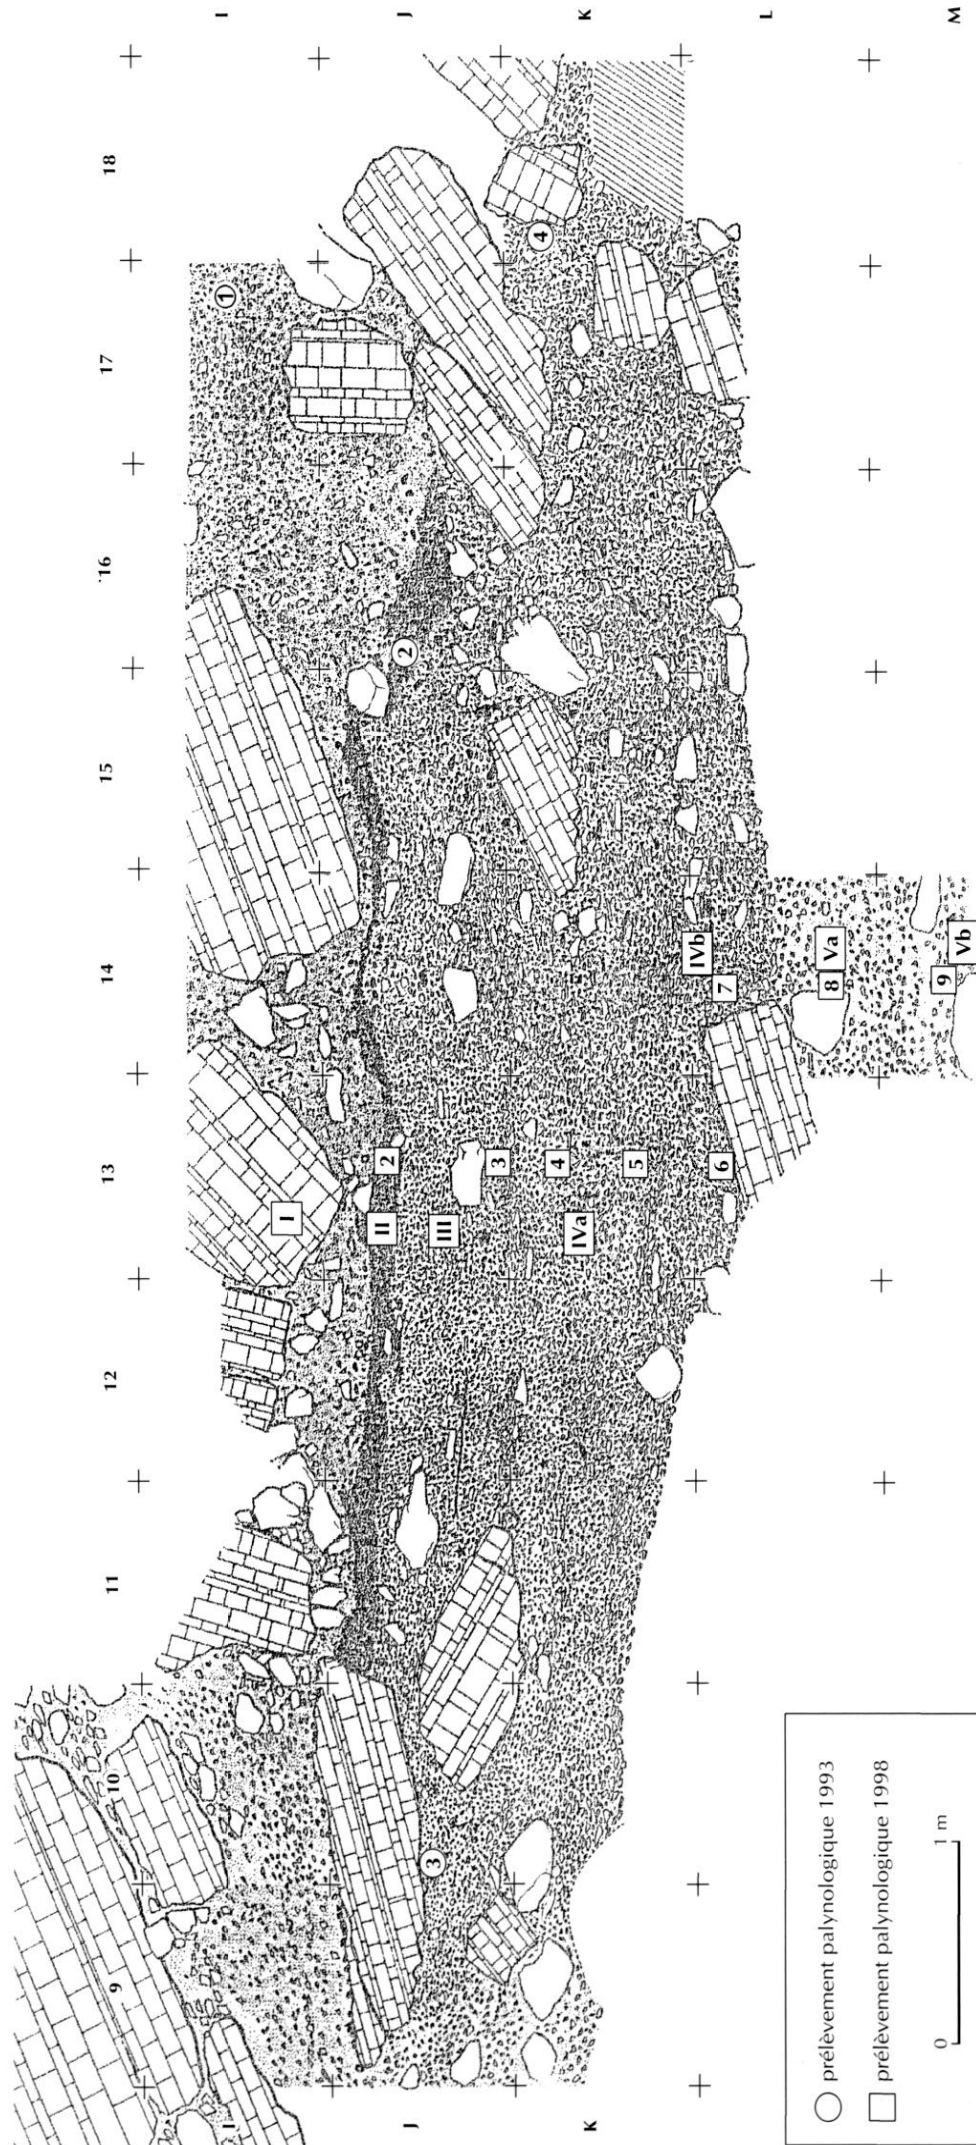 9
10
11
12
13
14
15
16
17
18
I
J
K
L
M
I
J
K
1
2
3
4
I
II
III
IVa
IVb
Va
Vb
2
3
4
5
6
7
8
9
prélèvement palynologique 1993
prélèvement palynologique 1998
0 1 m